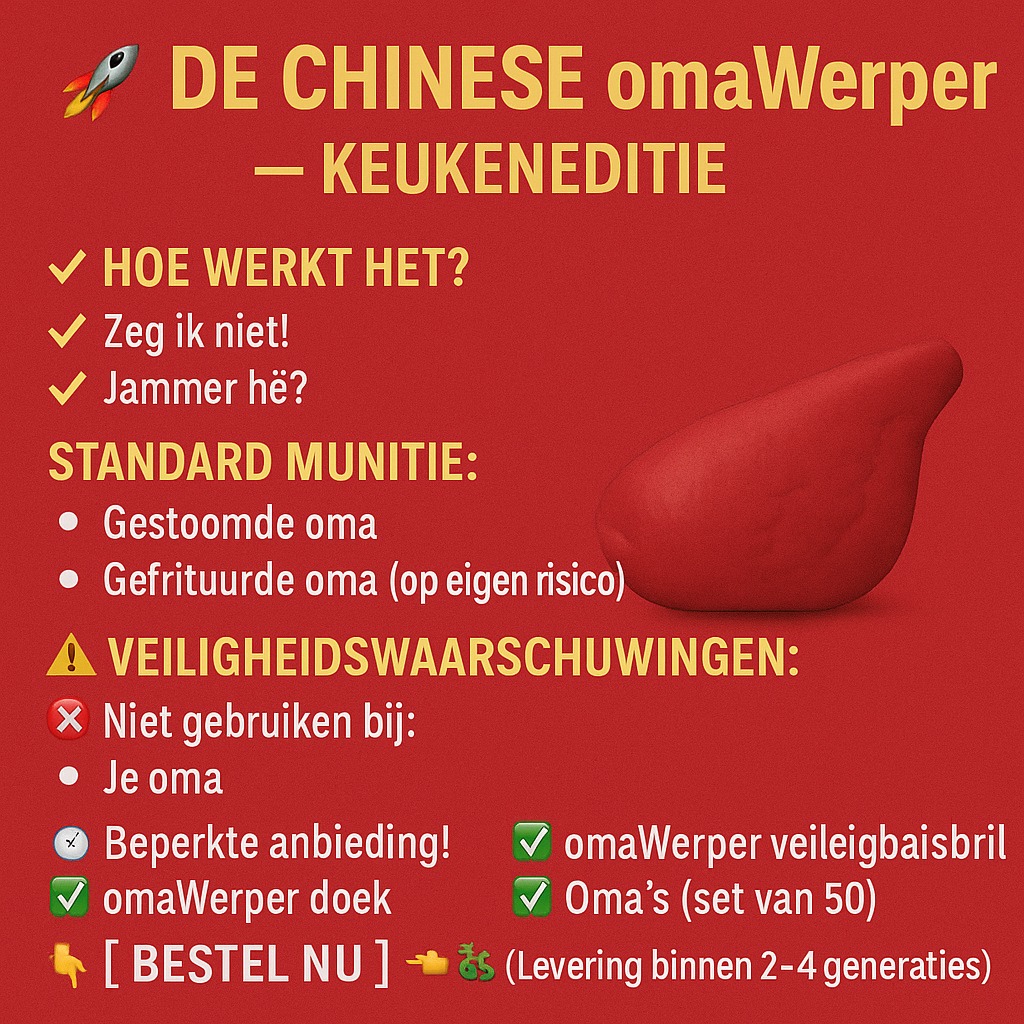 🚀 DE CHINESE omaWerper
— KEUKENEDITIE
✓ HOE WERKT HET?
✓ Zeg ik niet!
✓ Jammer hë?
STANDARD MUNITIE:
• Gestoomde oma
• Gefrituurde oma (op eigen risico)
⚠️ VEILIGHEIDSWAARSCHUWINGEN:
❌ Niet gebruiken bij:
• Je oma
Beperkte anbieding!
✅ omaWerper veileigbaisbril
✅ omaWerper doek
✅ Oma's (set van 50)
👇 [ BESTEL NU ] 👈 🐉 (Levering binnen 2-4 generaties)